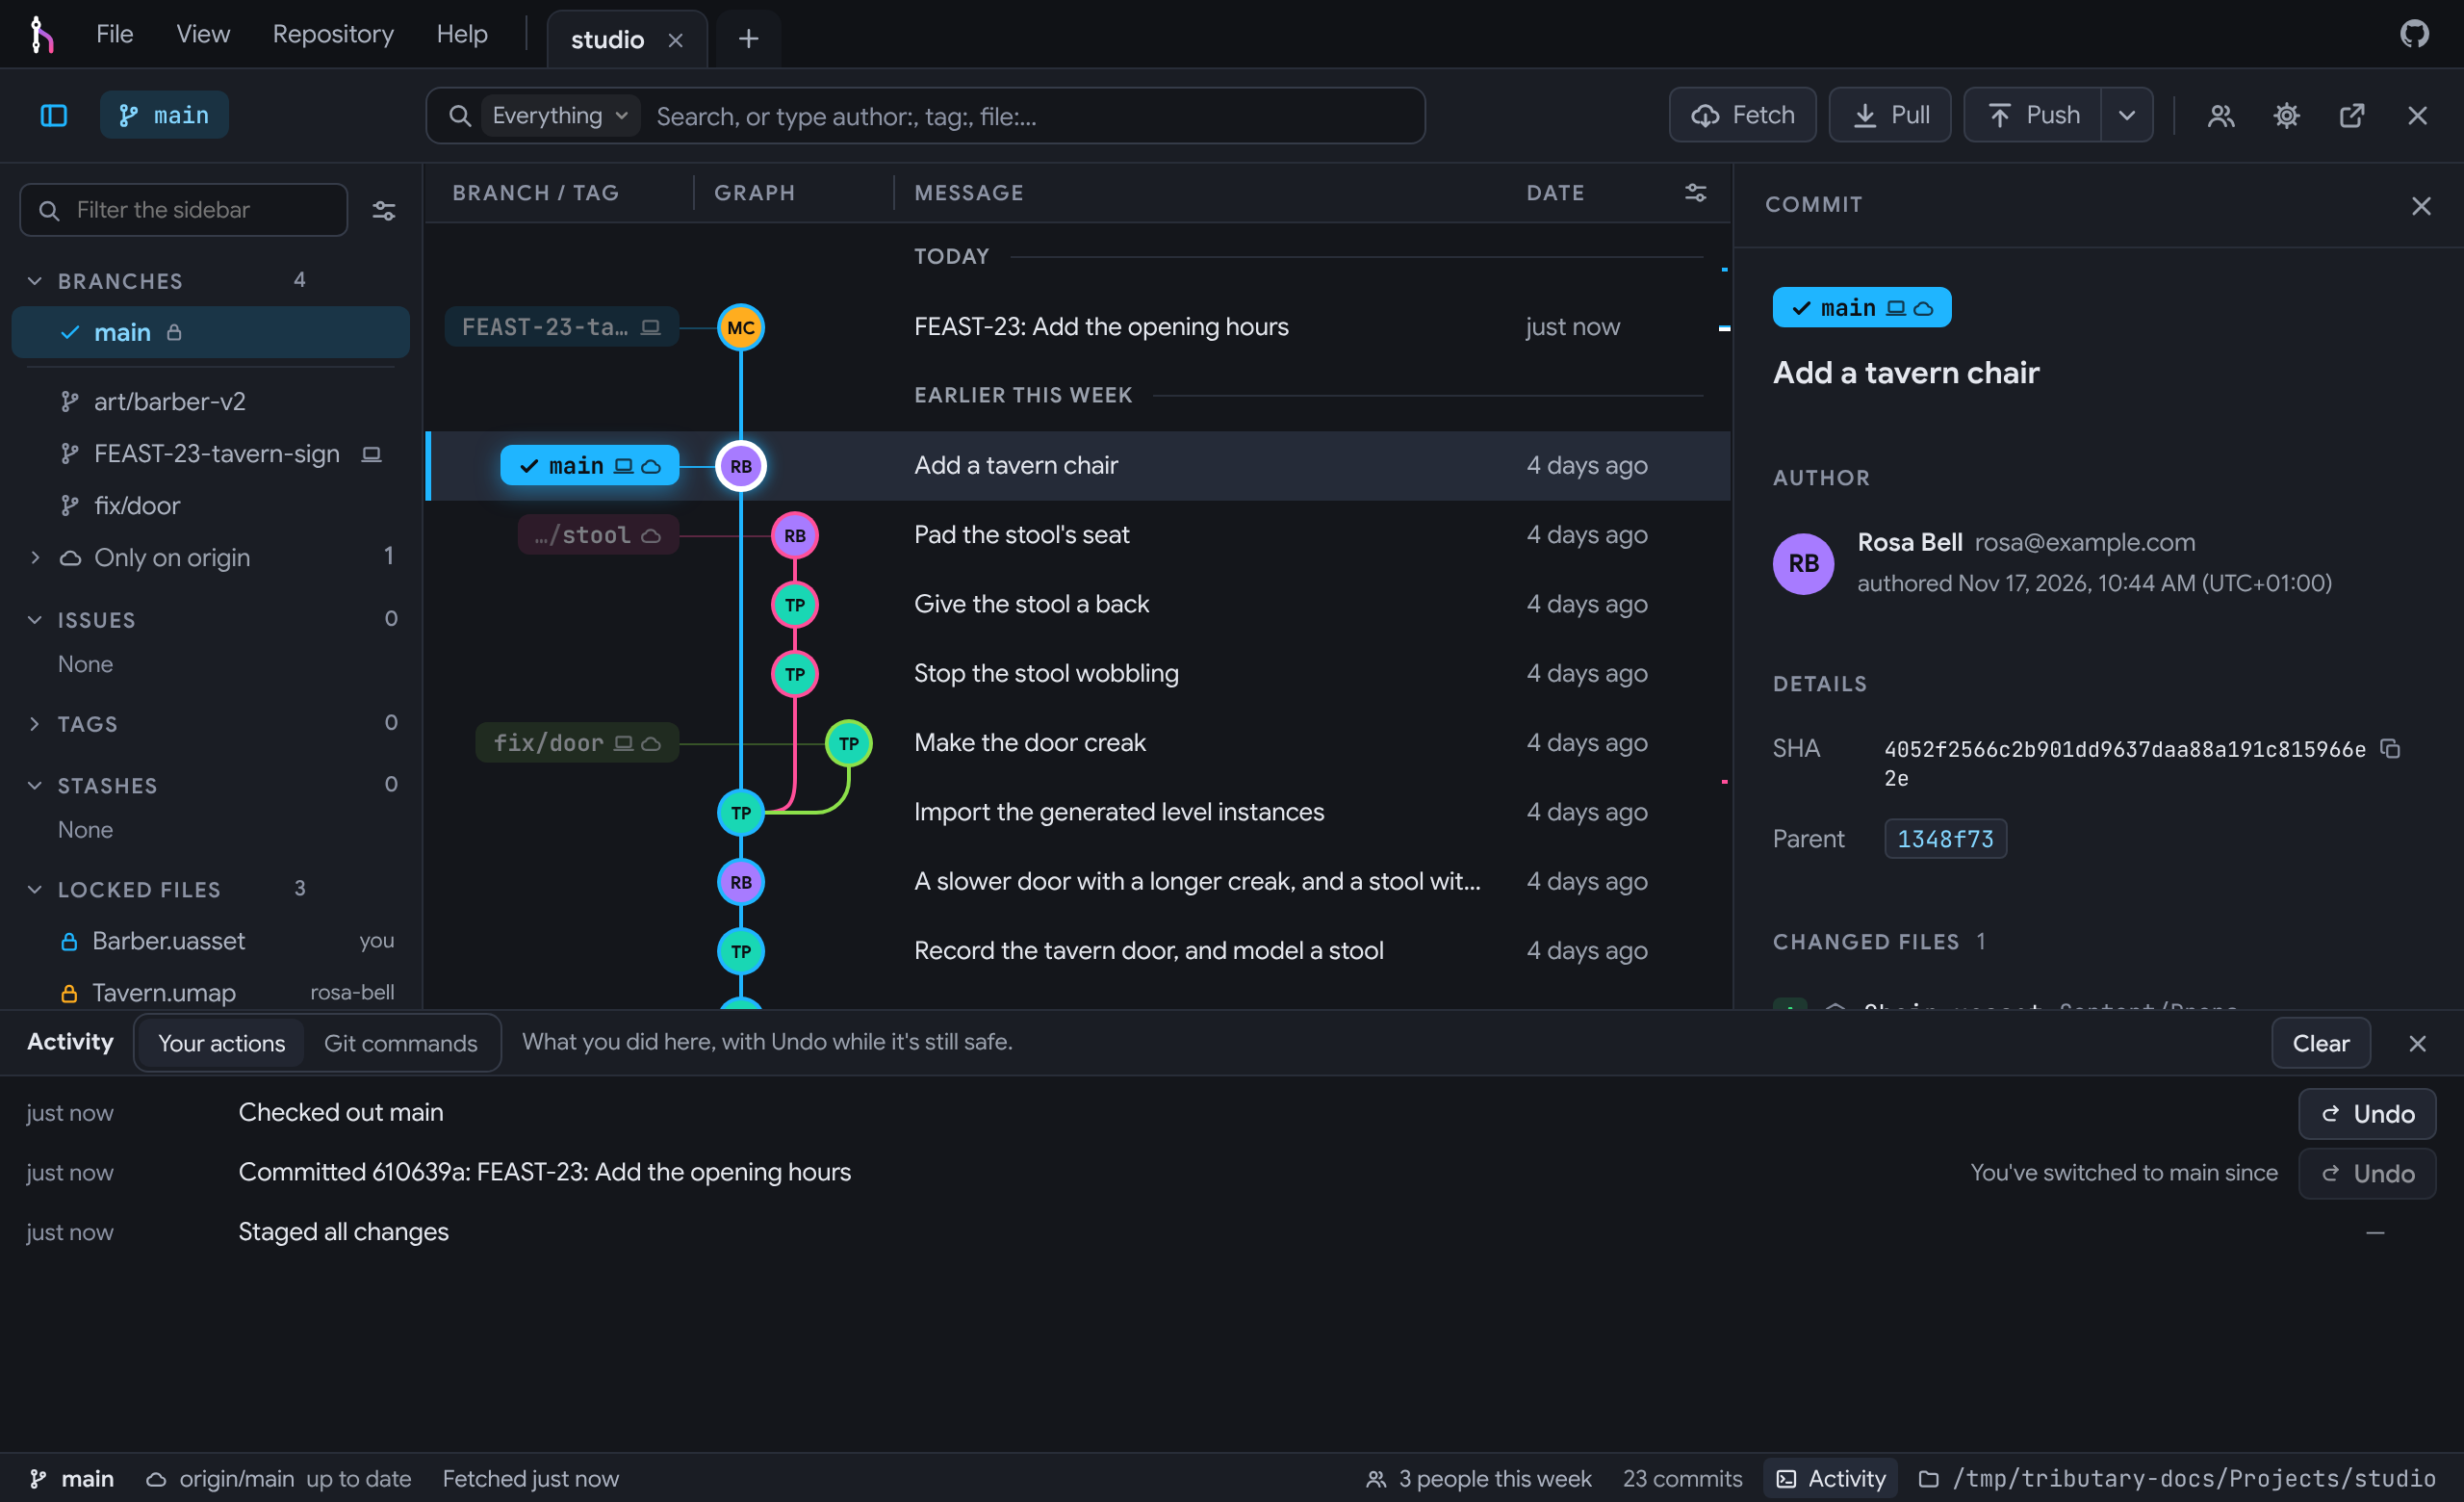 File View Repository Help studio
main Everything Search, or type author:, tag:, file:... Fetch Pull Push
Filter the sidebar
BRANCHES 4
main
art/barber-v2
FEAST-23-tavern-sign
fix/door
Only on origin 1
ISSUES 0
None
TAGS 0
STASHES 0
None
LOCKED FILES 3
Barber.uasset you
Tavern.umap rosa-bell
BRANCH / TAG GRAPH MESSAGE DATE
TODAY
FEAST-23-ta… MC FEAST-23: Add the opening hours just now
EARLIER THIS WEEK
main RB Add a tavern chair 4 days ago
…/stool RB Pad the stool's seat 4 days ago
TP Give the stool a back 4 days ago
TP Stop the stool wobbling 4 days ago
fix/door TP Make the door creak 4 days ago
TP Import the generated level instances 4 days ago
RB A slower door with a longer creak, and a stool wit... 4 days ago
TP Record the tavern door, and model a stool 4 days ago
COMMIT
main
Add a tavern chair
AUTHOR
RB Rosa Bell rosa@example.com
authored Nov 17, 2026, 10:44 AM (UTC+01:00)
DETAILS
SHA 4052f2566c2b901dd9637daa88a191c815966e
2e
Parent 1348f73
CHANGED FILES 1
Activity Your actions Git commands What you did here, with Undo while it's still safe. Clear
just now Checked out main Undo
just now Committed 610639a: FEAST-23: Add the opening hours You've switched to main since Undo
just now Staged all changes —
main origin/main up to date Fetched just now 3 people this week 23 commits Activity /tmp/tributary-docs/Projects/studio